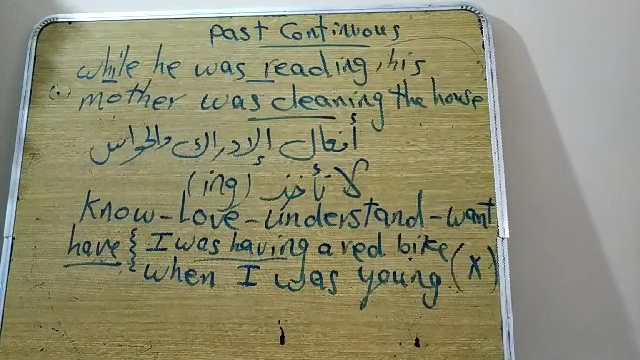 Past Continuous
while he was reading, his
(.) mother was cleaning the house
أفعال الإدراك والحواس
لا تأخذ (ing)
Know-Love-understand-want
have { I was having a red bike
when I was young (X)